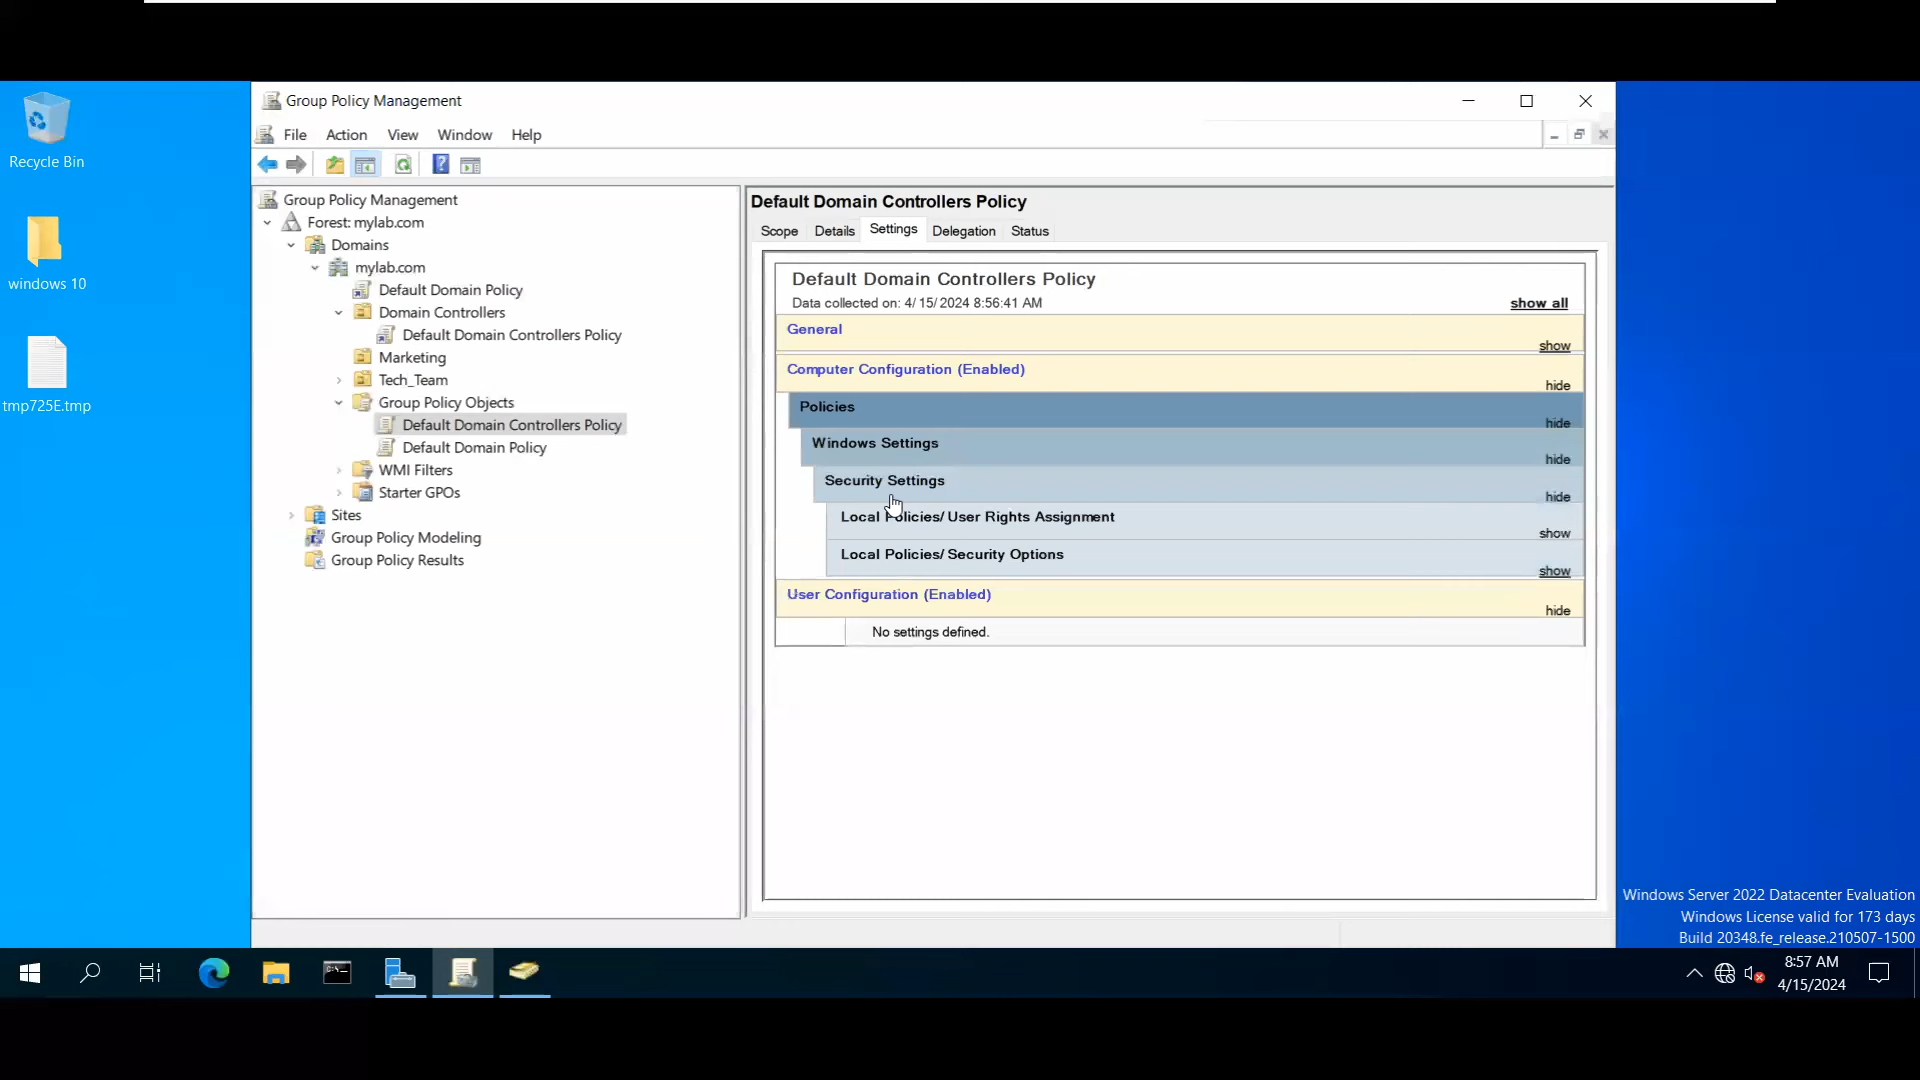 Recycle Bin
windows 10
tmp725E.tmp
Group Policy Management
File Action View Window Help
Group Policy Management
Forest: mylab.com
Domains
mylab.com
Default Domain Policy
Domain Controllers
Default Domain Controllers Policy
Marketing
Tech_Team
Group Policy Objects
Default Domain Controllers Policy
Default Domain Policy
WMI Filters
Starter GPOs
Sites
Group Policy Modeling
Group Policy Results
Default Domain Controllers Policy
Scope Details Settings Delegation Status
Default Domain Controllers Policy
Data collected on: 4/15/2024 8:56:41 AM
show all
General
show
Computer Configuration (Enabled)
hide
Policies
hide
Windows Settings
hide
Security Settings
hide
Local Policies/User Rights Assignment
show
Local Policies/Security Options
show
User Configuration (Enabled)
hide
No settings defined.
Windows Server 2022 Datacenter Evaluation
Windows License valid for 173 days
Build 20348.fe_release.210507-1500
8:57 AM
4/15/2024